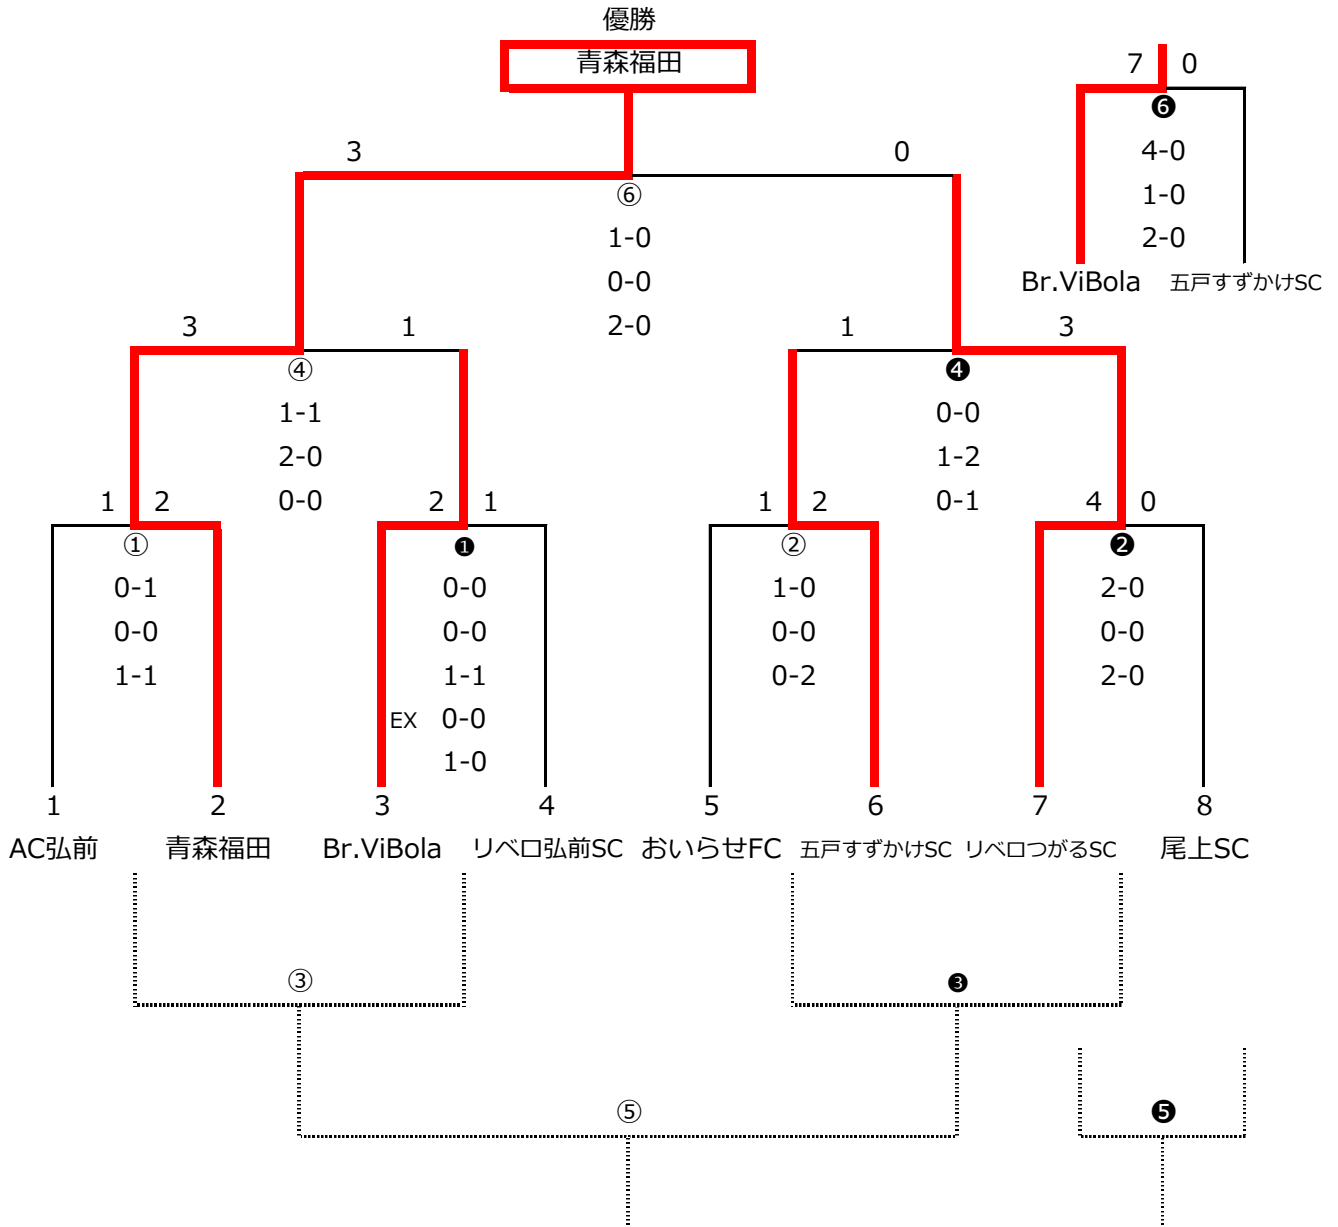 優勝
青森福田
7 0
❻
3 0
4-0
⑥
1-0
1-0
2-0
0-0
Br.ViBola 五戸すずかけSC
2-0
3 1 1 3
④ ❹
1-1 0-0
2-0 1-2
0-0 0-1
1 2 2 1 1 2 4 0
① ❶ ② ❷
0-1 0-0 1-0 2-0
0-0 0-0 0-0 0-0
1-1 1-1 0-2 2-0
EX 0-0
1-0
1 2 3 4 5 6 7 8
AC弘前 青森福田 Br.ViBola リベロ弘前SC おいらせFC 五戸すずかけSC リベロつがるSC 尾上SC
③ ❸
⑤ ❺